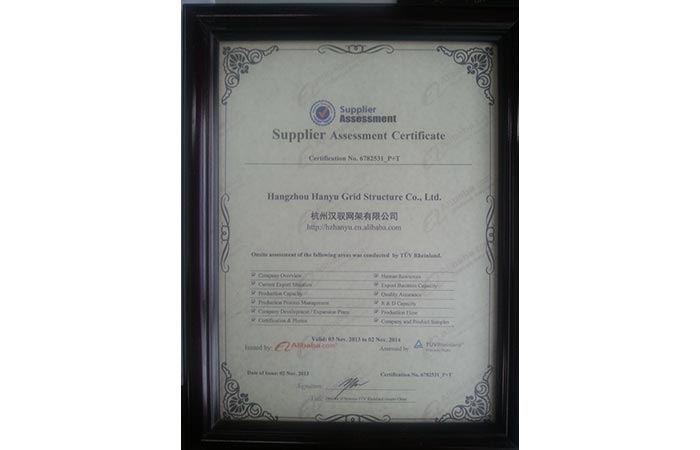 Supplier
Assessment
Supplier Assessment Certificate
Certification No. 6782531_P+T
Hangzhou Hanyu Grid Structure Co., Ltd.
杭州汉驭网架有限公司
http://hzhanyu.en.alibaba.com
Onsite assessment of the following areas was conducted by TÜV Rheinland.
Company Overview
Human Resources
Current Export Situation
Export Business Capacity
Production Capacity
Quality Assurance
Production Process Management
R & D Capacity
Company Development / Expansion Plans
Production Flow
Certification & Photos
Company and Product Samples
Valid: 03 Nov. 2013 to 02 Nov. 2014
Issued by: Alibaba.com
Assessed by: TÜVRheinland
Date of Issue: 02 Nov. 2013
Certification No. 6782531_P+T
Signature: